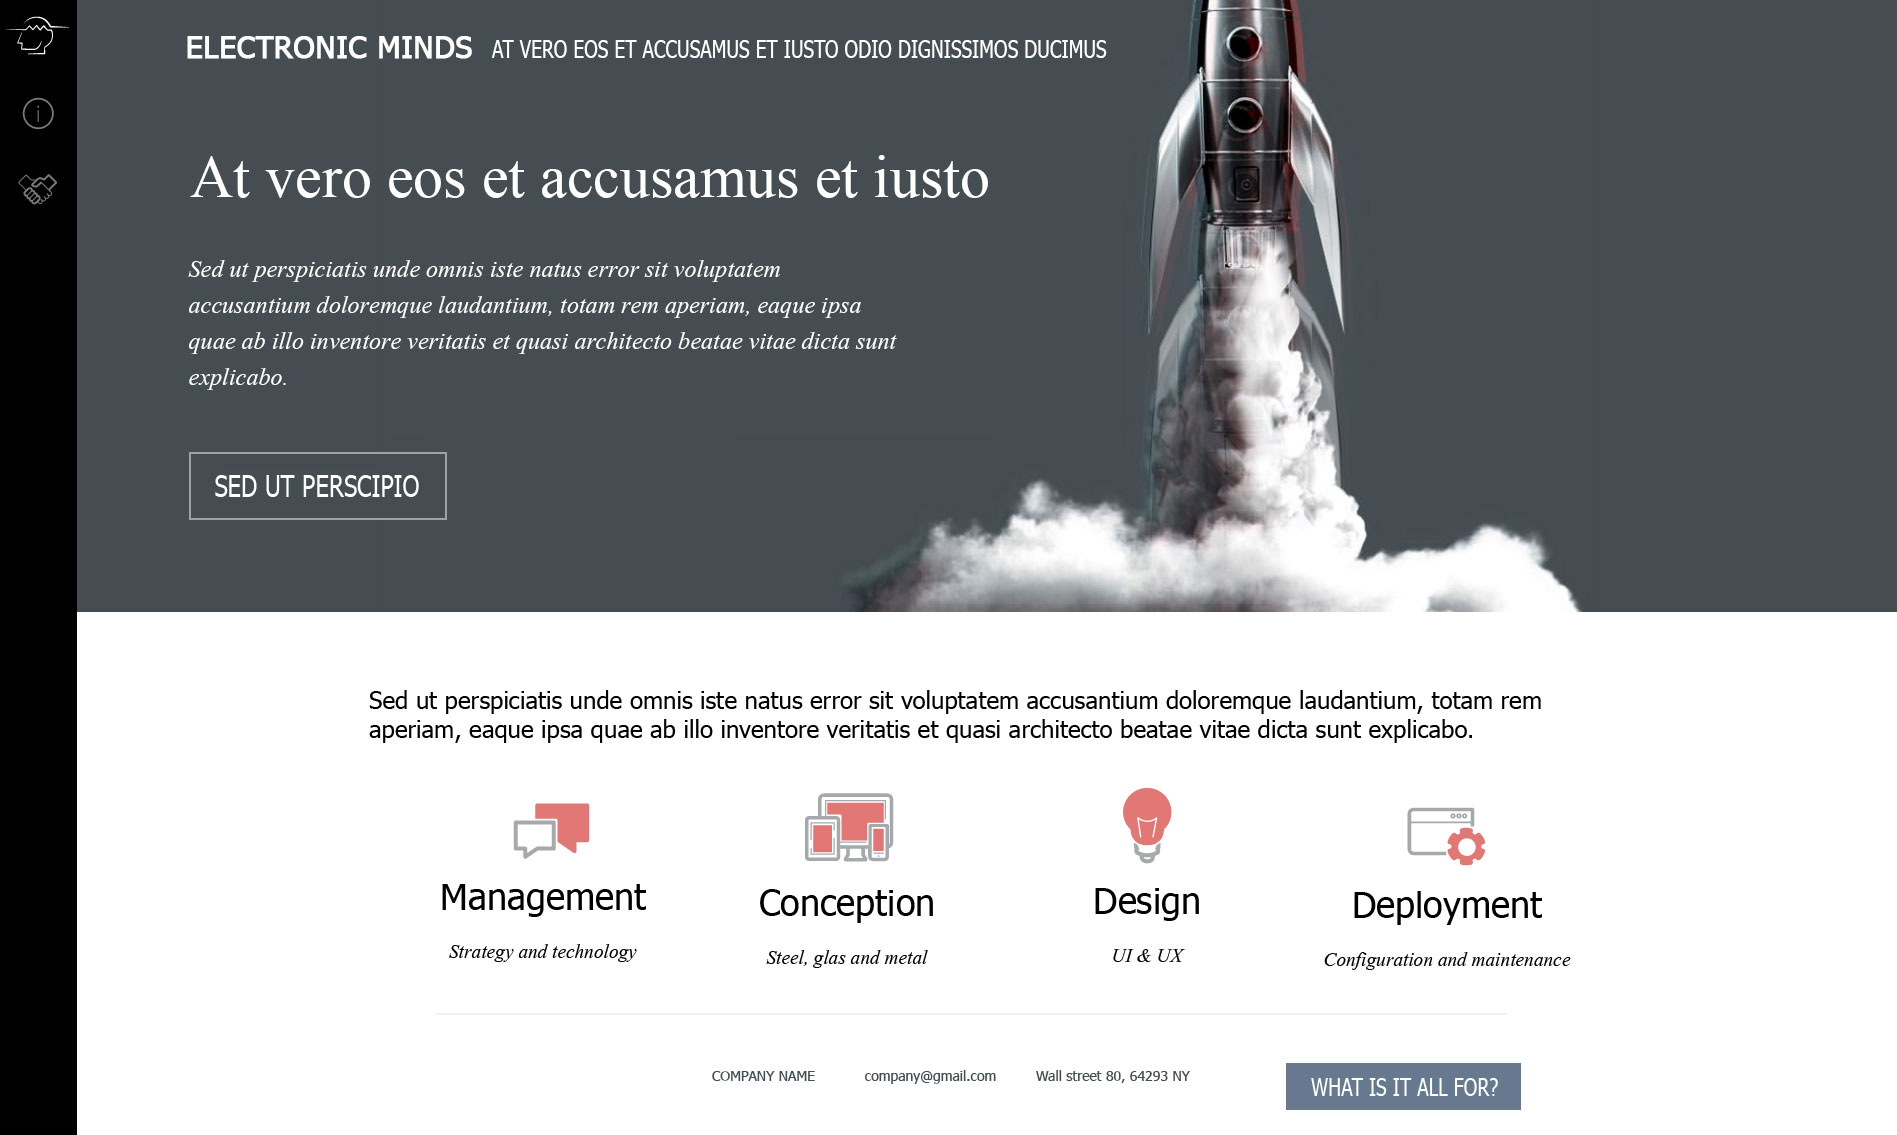 ELECTRONIC MINDS AT VERO EOS ET ACCUSAMUS ET IUSTO ODIO DIGNISSIMOS DUCIMUS
At vero eos et accusamus et iusto
Sed ut perspiciatis unde omnis iste natus error sit voluptatem
accusantium doloremque laudantium, totam rem aperiam, eaque ipsa
quae ab illo inventore veritatis et quasi architecto beatae vitae dicta sunt
explicabo.
SED UT PERSCIPIO
Sed ut perspiciatis unde omnis iste natus error sit voluptatem accusantium doloremque laudantium, totam rem
aperiam, eaque ipsa quae ab illo inventore veritatis et quasi architecto beatae vitae dicta sunt explicabo.
Management
Strategy and technology
Conception
Steel, glas and metal
Design
UI & UX
Deployment
Configuration and maintenance
COMPANY NAME
company@gmail.com
Wall street 80, 64293 NY
WHAT IS IT ALL FOR?